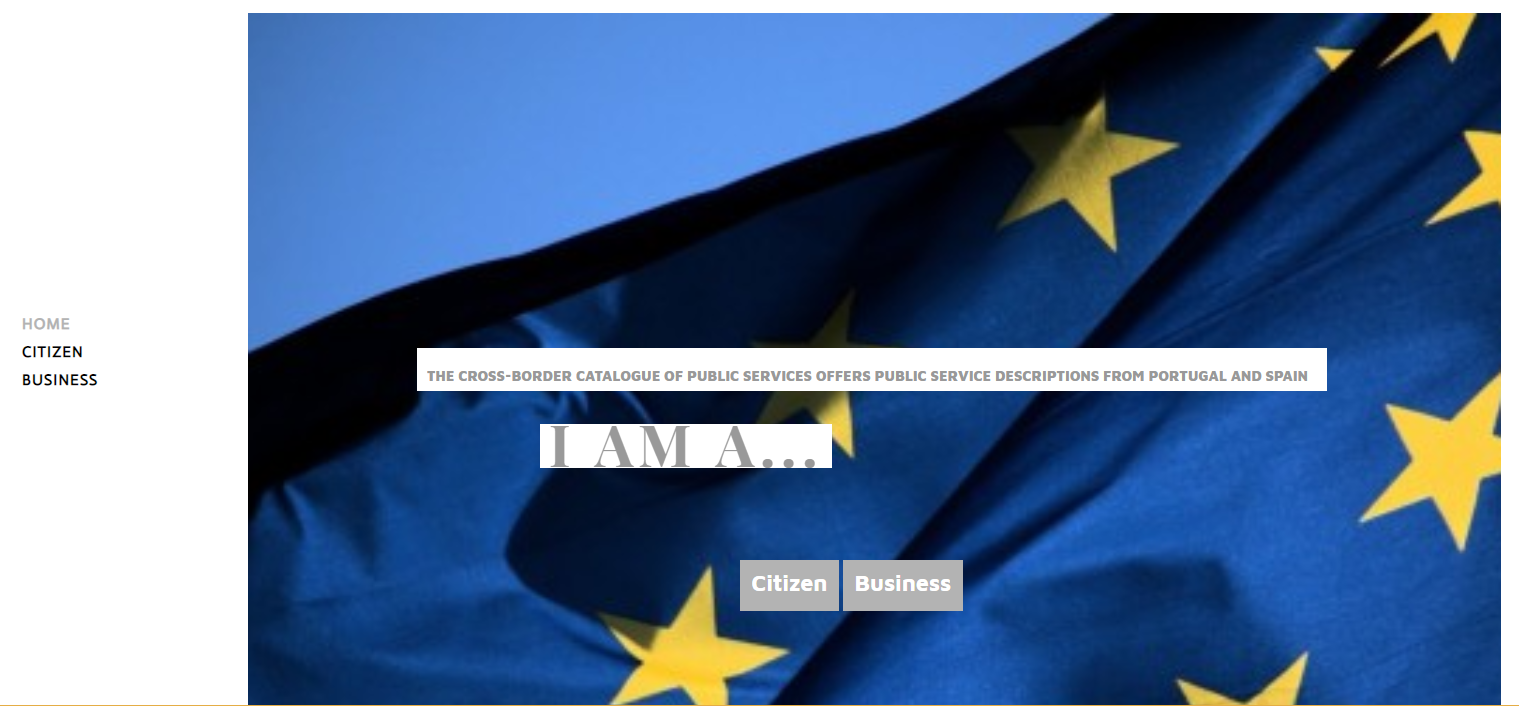 HOME
CITIZEN
BUSINESS
THE CROSS-BORDER CATALOGUE OF PUBLIC SERVICES OFFERS PUBLIC SERVICE DESCRIPTIONS FROM PORTUGAL AND SPAIN
I AM A...
Citizen Business